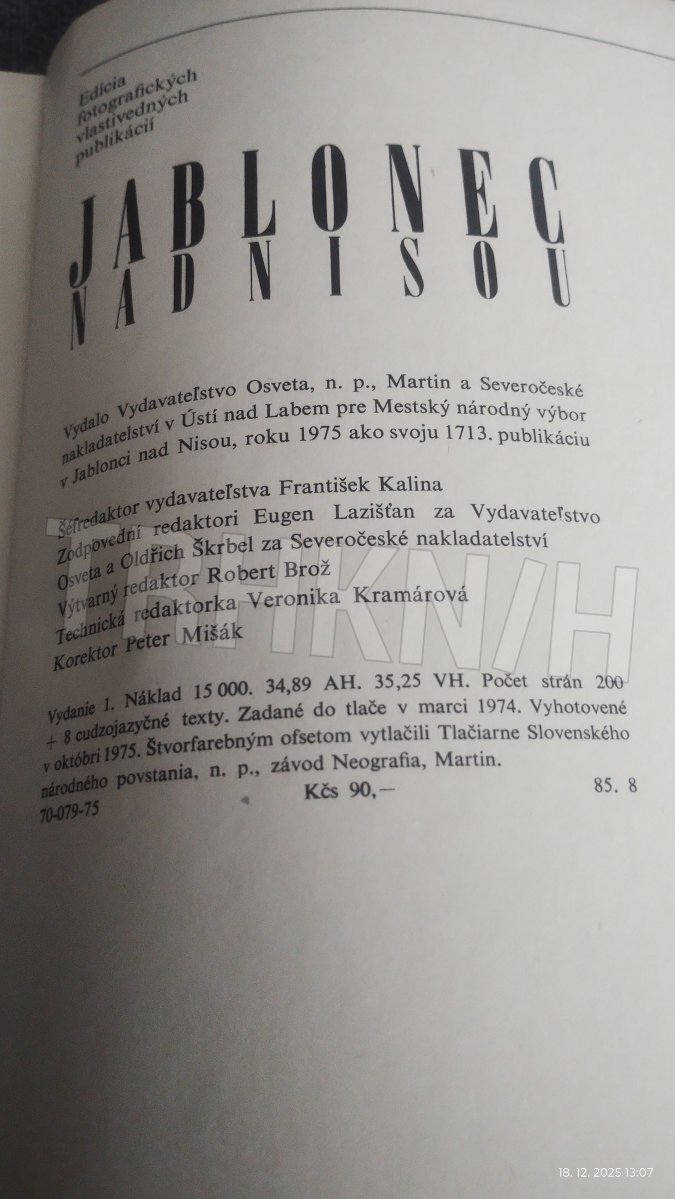 Edícia
fotografických
vlastivedných
publikácií
JABLONEC
NAD NISOU
Vydalo Vydavateľstvo Osveta, n. p., Martin a Severočeské
nakladatelství v Ústí nad Labem pre Mestský národný výbor
v Jablonci nad Nisou, roku 1975 ako svoju 1713. publikáciu
Šéfredaktor vydavateľstva František Kalina
Zodpovední redaktori Eugen Lazišťan za Vydavateľstvo
Osveta a Oldřich Škrbel za Severočeské nakladatelství
Výtvarný redaktor Robert Brož
Technická redaktorka Veronika Kramárová
Korektor Peter Mišák
TRHKNIH
Vydanie 1. Náklad 15 000. 34,89 AH. 35,25 VH. Počet strán 200
+ 8 cudzojazyčné texty. Zadané do tlače v marci 1974. Vyhotovené
v októbri 1975. Štvorfarebným ofsetom vytlačili Tlačiarne Slovenského
národného povstania, n. p., závod Neografia, Martin.
Kčs 90,— 85. 8
70-079-75
18. 12. 2025 13:07